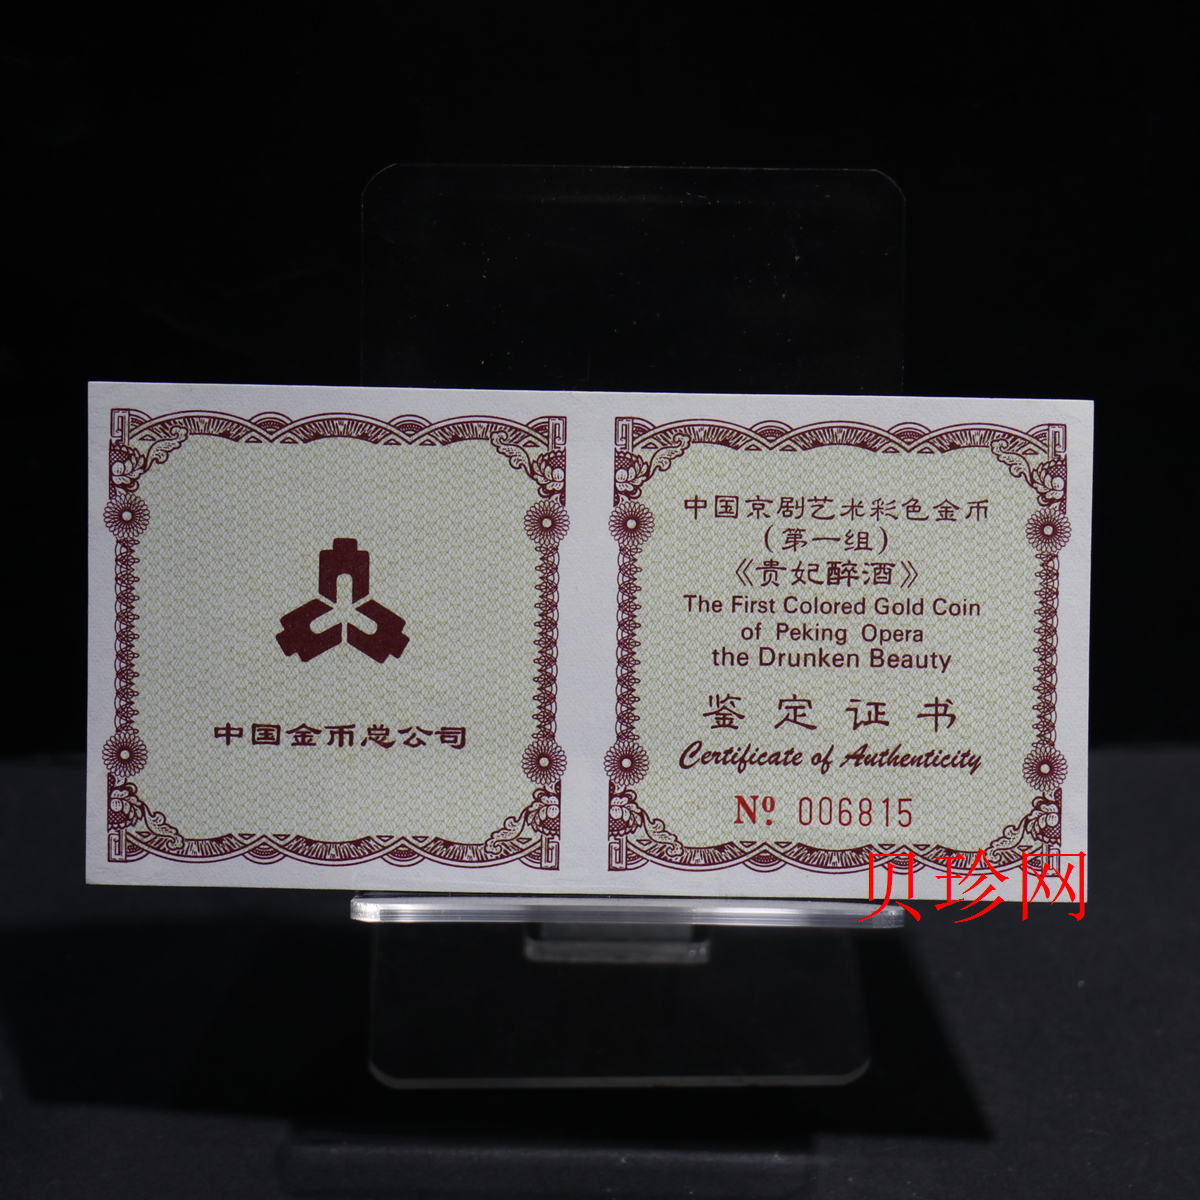 中国金币总公司
中国京剧艺术彩色金币
(第一组)
《贵妃醉酒》
The First Colored Gold Coin
of Peking Opera
the Drunken Beauty
鉴定证书
Certificate of Authenticity
Nº 006815
贝珍网